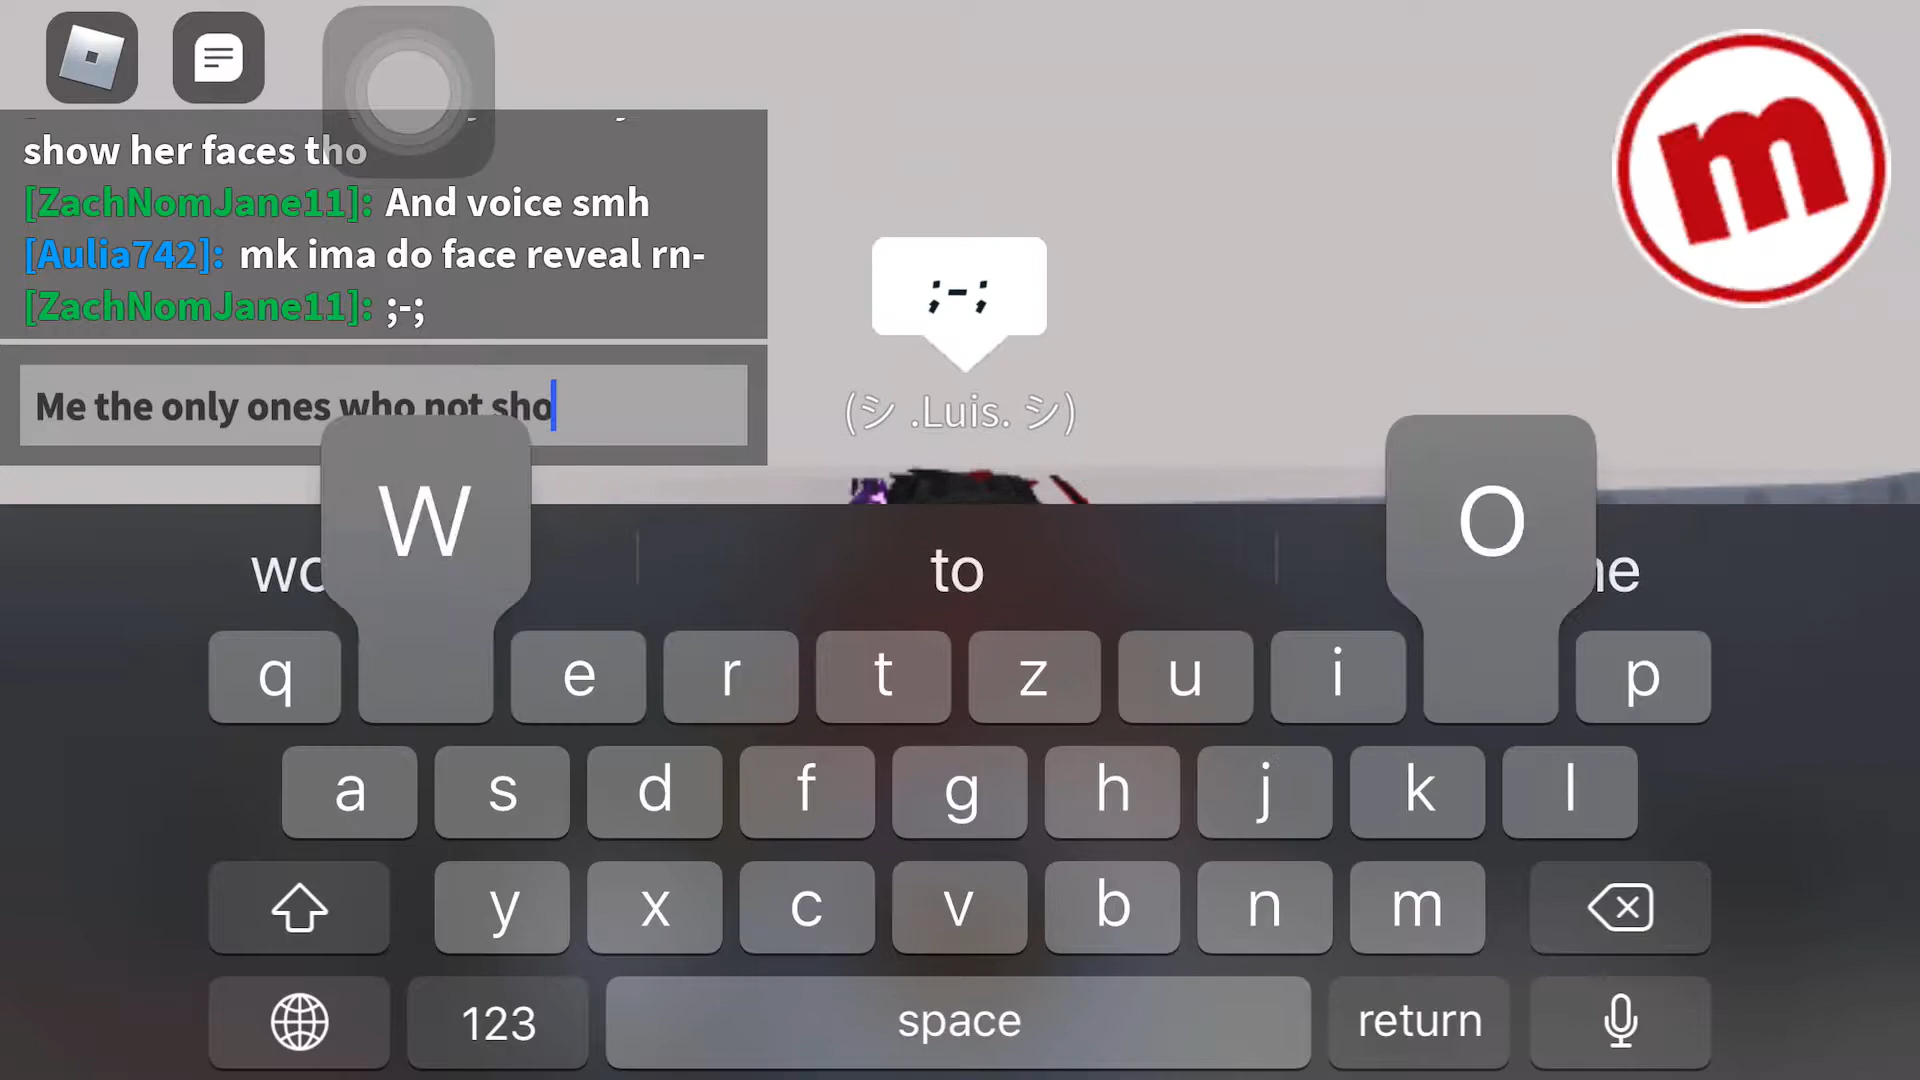 show her faces tho
[ZachNomJane11]: And voice smh
[Aulia742]: mk ima do face reveal rn-
[ZachNomJane11]: ;-;
Me the only ones who not sho
;-;
(シ .Luis. シ)
m
W
O
to
q e r t z u i p
a s d f g h j k l
y x c v b n m
123 space return